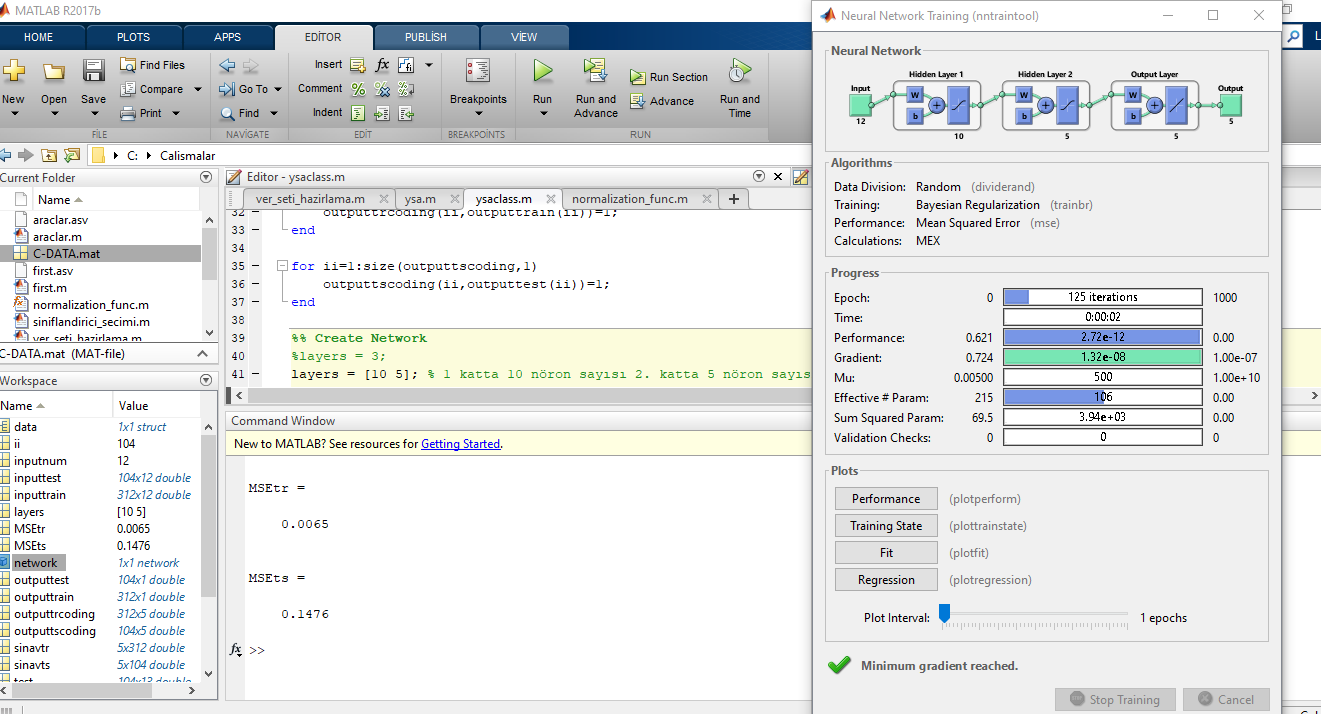 MATLAB R2017b
HOME PLOTS APPS EDİTOR PUBLİSH VİEW
New Open Save
Find Files
Compare
Print
FİLE
Go To
Find
NAVİGATE
Insert fx
Comment
Indent
EDİT
Breakpoints
BREAKPOINTS
Run Run and Advance Run Section Advance Run and Time
RUN
C: Calismalar
Current Folder
Name
araclar.asv
araclar.m
C-DATA.mat
first.asv
first.m
normalization_func.m
siniflandirici_secimi.m
ver_seti_hazirlama.m
C-DATA.mat (MAT-file)
Workspace
Name Value
data 1x1 struct
ii 104
inputnum 12
inputtest 104x12 double
inputtrain 312x12 double
layers [10 5]
MSEtr 0.0065
MSEts 0.1476
network 1x1 network
outputtest 104x1 double
outputtrain 312x1 double
outputtrcoding 312x5 double
outputtscoding 104x5 double
sinavtr 5x312 double
sinavts 5x104 double
test 104x13 double
Editor - ysaclass.m
ver_seti_hazirlama.m ysa.m ysaclass.m normalization_func.m
32 outputtrcoding(ii,outputtrain(ii))=1;
33 end
34
35 for ii=1:size(outputtscoding,1)
36 outputtscoding(ii,outputtest(ii))=1;
37 end
38
39 %% Create Network
40 %layers = 3;
41 layers = [10 5]; % 1 katta 10 nöron sayısı 2. katta 5 nöron sayıs
Command Window
New to MATLAB? See resources for Getting Started.
MSEtr =
0.0065
MSEts =
0.1476
fx >>
Neural Network Training (nntraintool)
Neural Network
Hidden Layer 1 Hidden Layer 2 Output Layer
Input Output
W W W
+ + +
b b b
12 10 5 5 5
Algorithms
Data Division: Random (dividerand)
Training: Bayesian Regularization (trainbr)
Performance: Mean Squared Error (mse)
Calculations: MEX
Progress
Epoch: 0 125 iterations 1000
Time: 0:00:02
Performance: 0.621 2.72e-12 0.00
Gradient: 0.724 1.32e-08 1.00e-07
Mu: 0.00500 500 1.00e+10
Effective # Param: 215 106 0.00
Sum Squared Param: 69.5 3.94e+03 0.00
Validation Checks: 0 0 0
Plots
Performance (plotperform)
Training State (plottrainstate)
Fit (plotfit)
Regression (plotregression)
Plot Interval: 1 epochs
Minimum gradient reached.
Stop Training Cancel